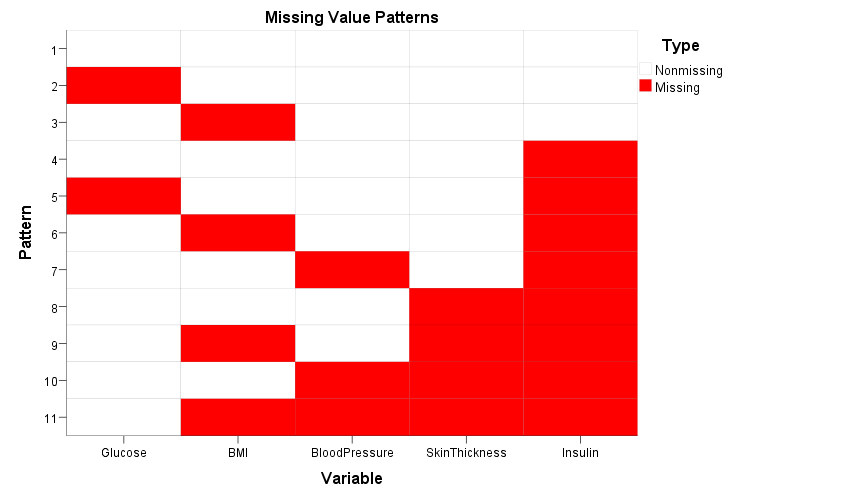 Missing Value Patterns
Type
Nonmissing
Missing
Pattern
1
2
3
4
5
6
7
8
9
10
11
Glucose BMI BloodPressure SkinThickness Insulin
Variable